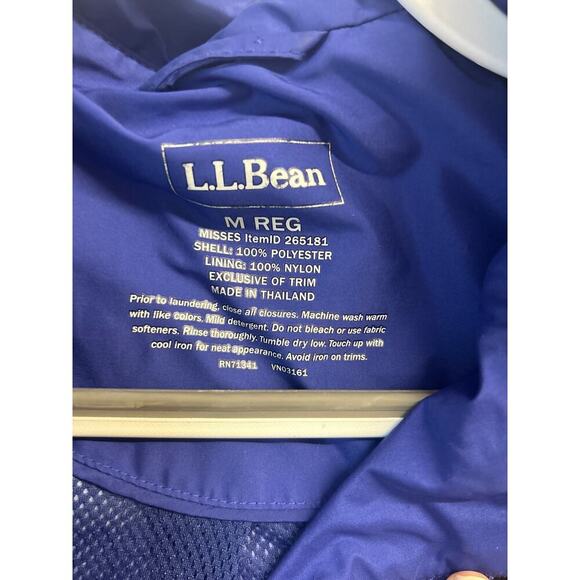 L.L.Bean
M REG
MISSES ItemID 265181
SHELL: 100% POLYESTER
LINING: 100% NYLON
EXCLUSIVE OF TRIM
MADE IN THAILAND
Prior to laundering, close all closures. Machine wash warm
with like colors. Mild detergent. Do not bleach or use fabric
softeners. Rinse thoroughly. Tumble dry low. Touch up with
cool iron for neat appearance. Avoid iron on trims.
RN71341 VN03161